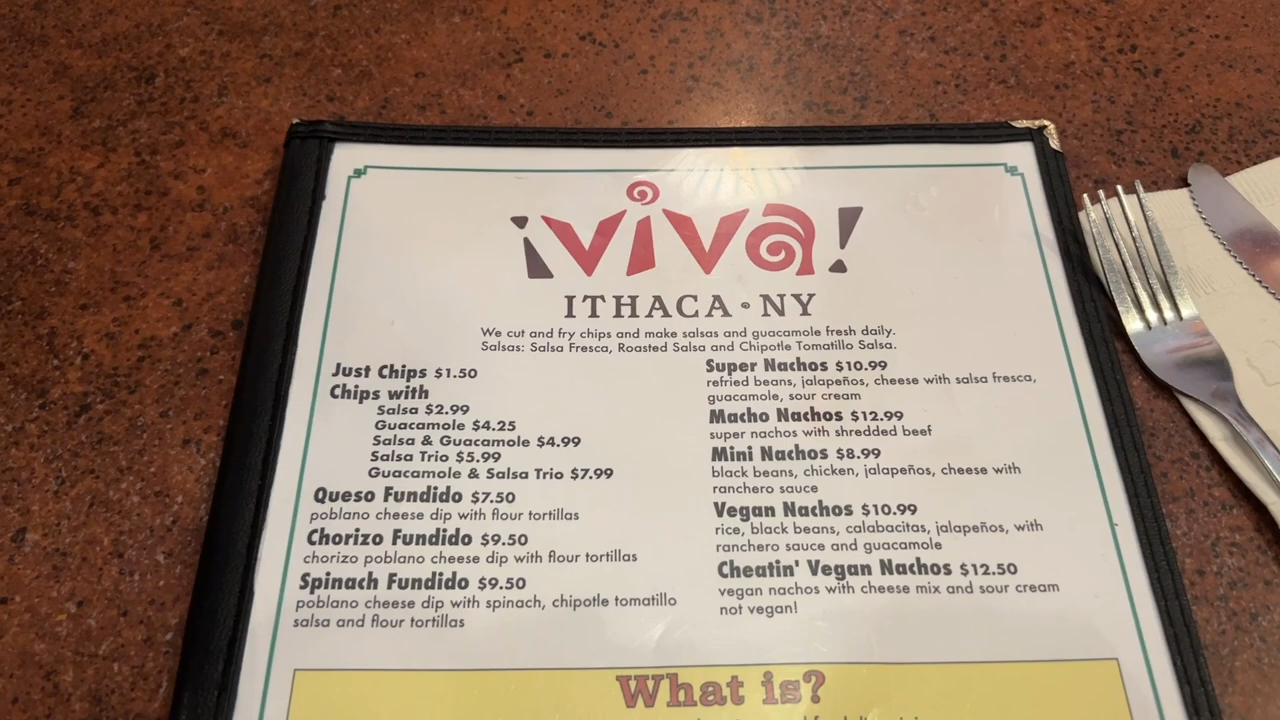 ¡viva!
ITHACA • NY
We cut and fry chips and make salsas and guacamole fresh daily.
Salsas: Salsa Fresca, Roasted Salsa and Chipotle Tomatillo Salsa.
Just Chips $1.50
Chips with
Salsa $2.99
Guacamole $4.25
Salsa & Guacamole $4.99
Salsa Trio $5.99
Guacamole & Salsa Trio $7.99
Queso Fundido $7.50
poblano cheese dip with flour tortillas
Chorizo Fundido $9.50
chorizo poblano cheese dip with flour tortillas
Spinach Fundido $9.50
poblano cheese dip with spinach, chipotle tomatillo
salsa and flour tortillas
Super Nachos $10.99
refried beans, jalapeños, cheese with salsa fresca,
guacamole, sour cream
Macho Nachos $12.99
super nachos with shredded beef
Mini Nachos $8.99
black beans, chicken, jalapeños, cheese with
ranchero sauce
Vegan Nachos $10.99
rice, black beans, calabacitas, jalapeños, with
ranchero sauce and guacamole
Cheatin' Vegan Nachos $12.50
vegan nachos with cheese mix and sour cream
not vegan!
What is?